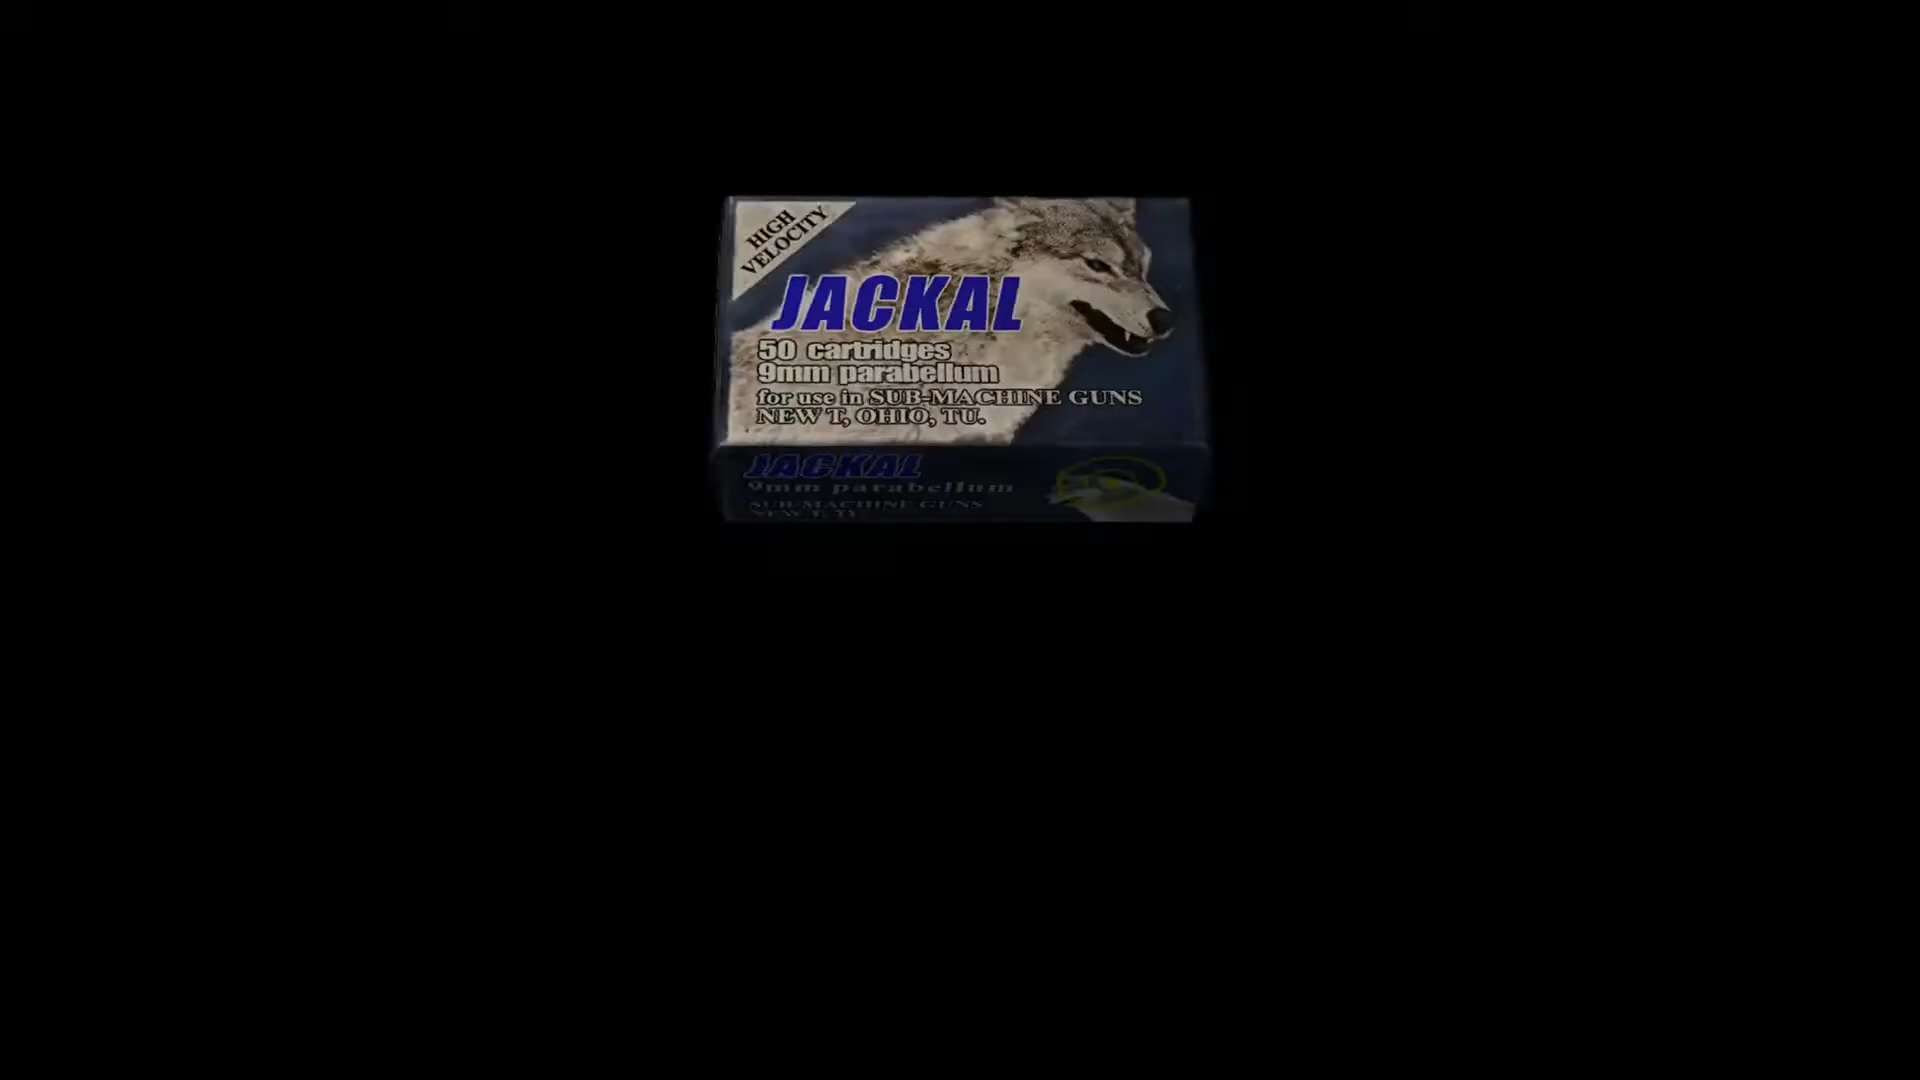 HIGH
VELOCITY
JACKAL
50 cartridges
9mm parabellum
for use in SUB-MACHINE GUNS
NEW T, OHIO, TU.
JACKAL
9mm parabellum
SUB-MACHINE GUNS